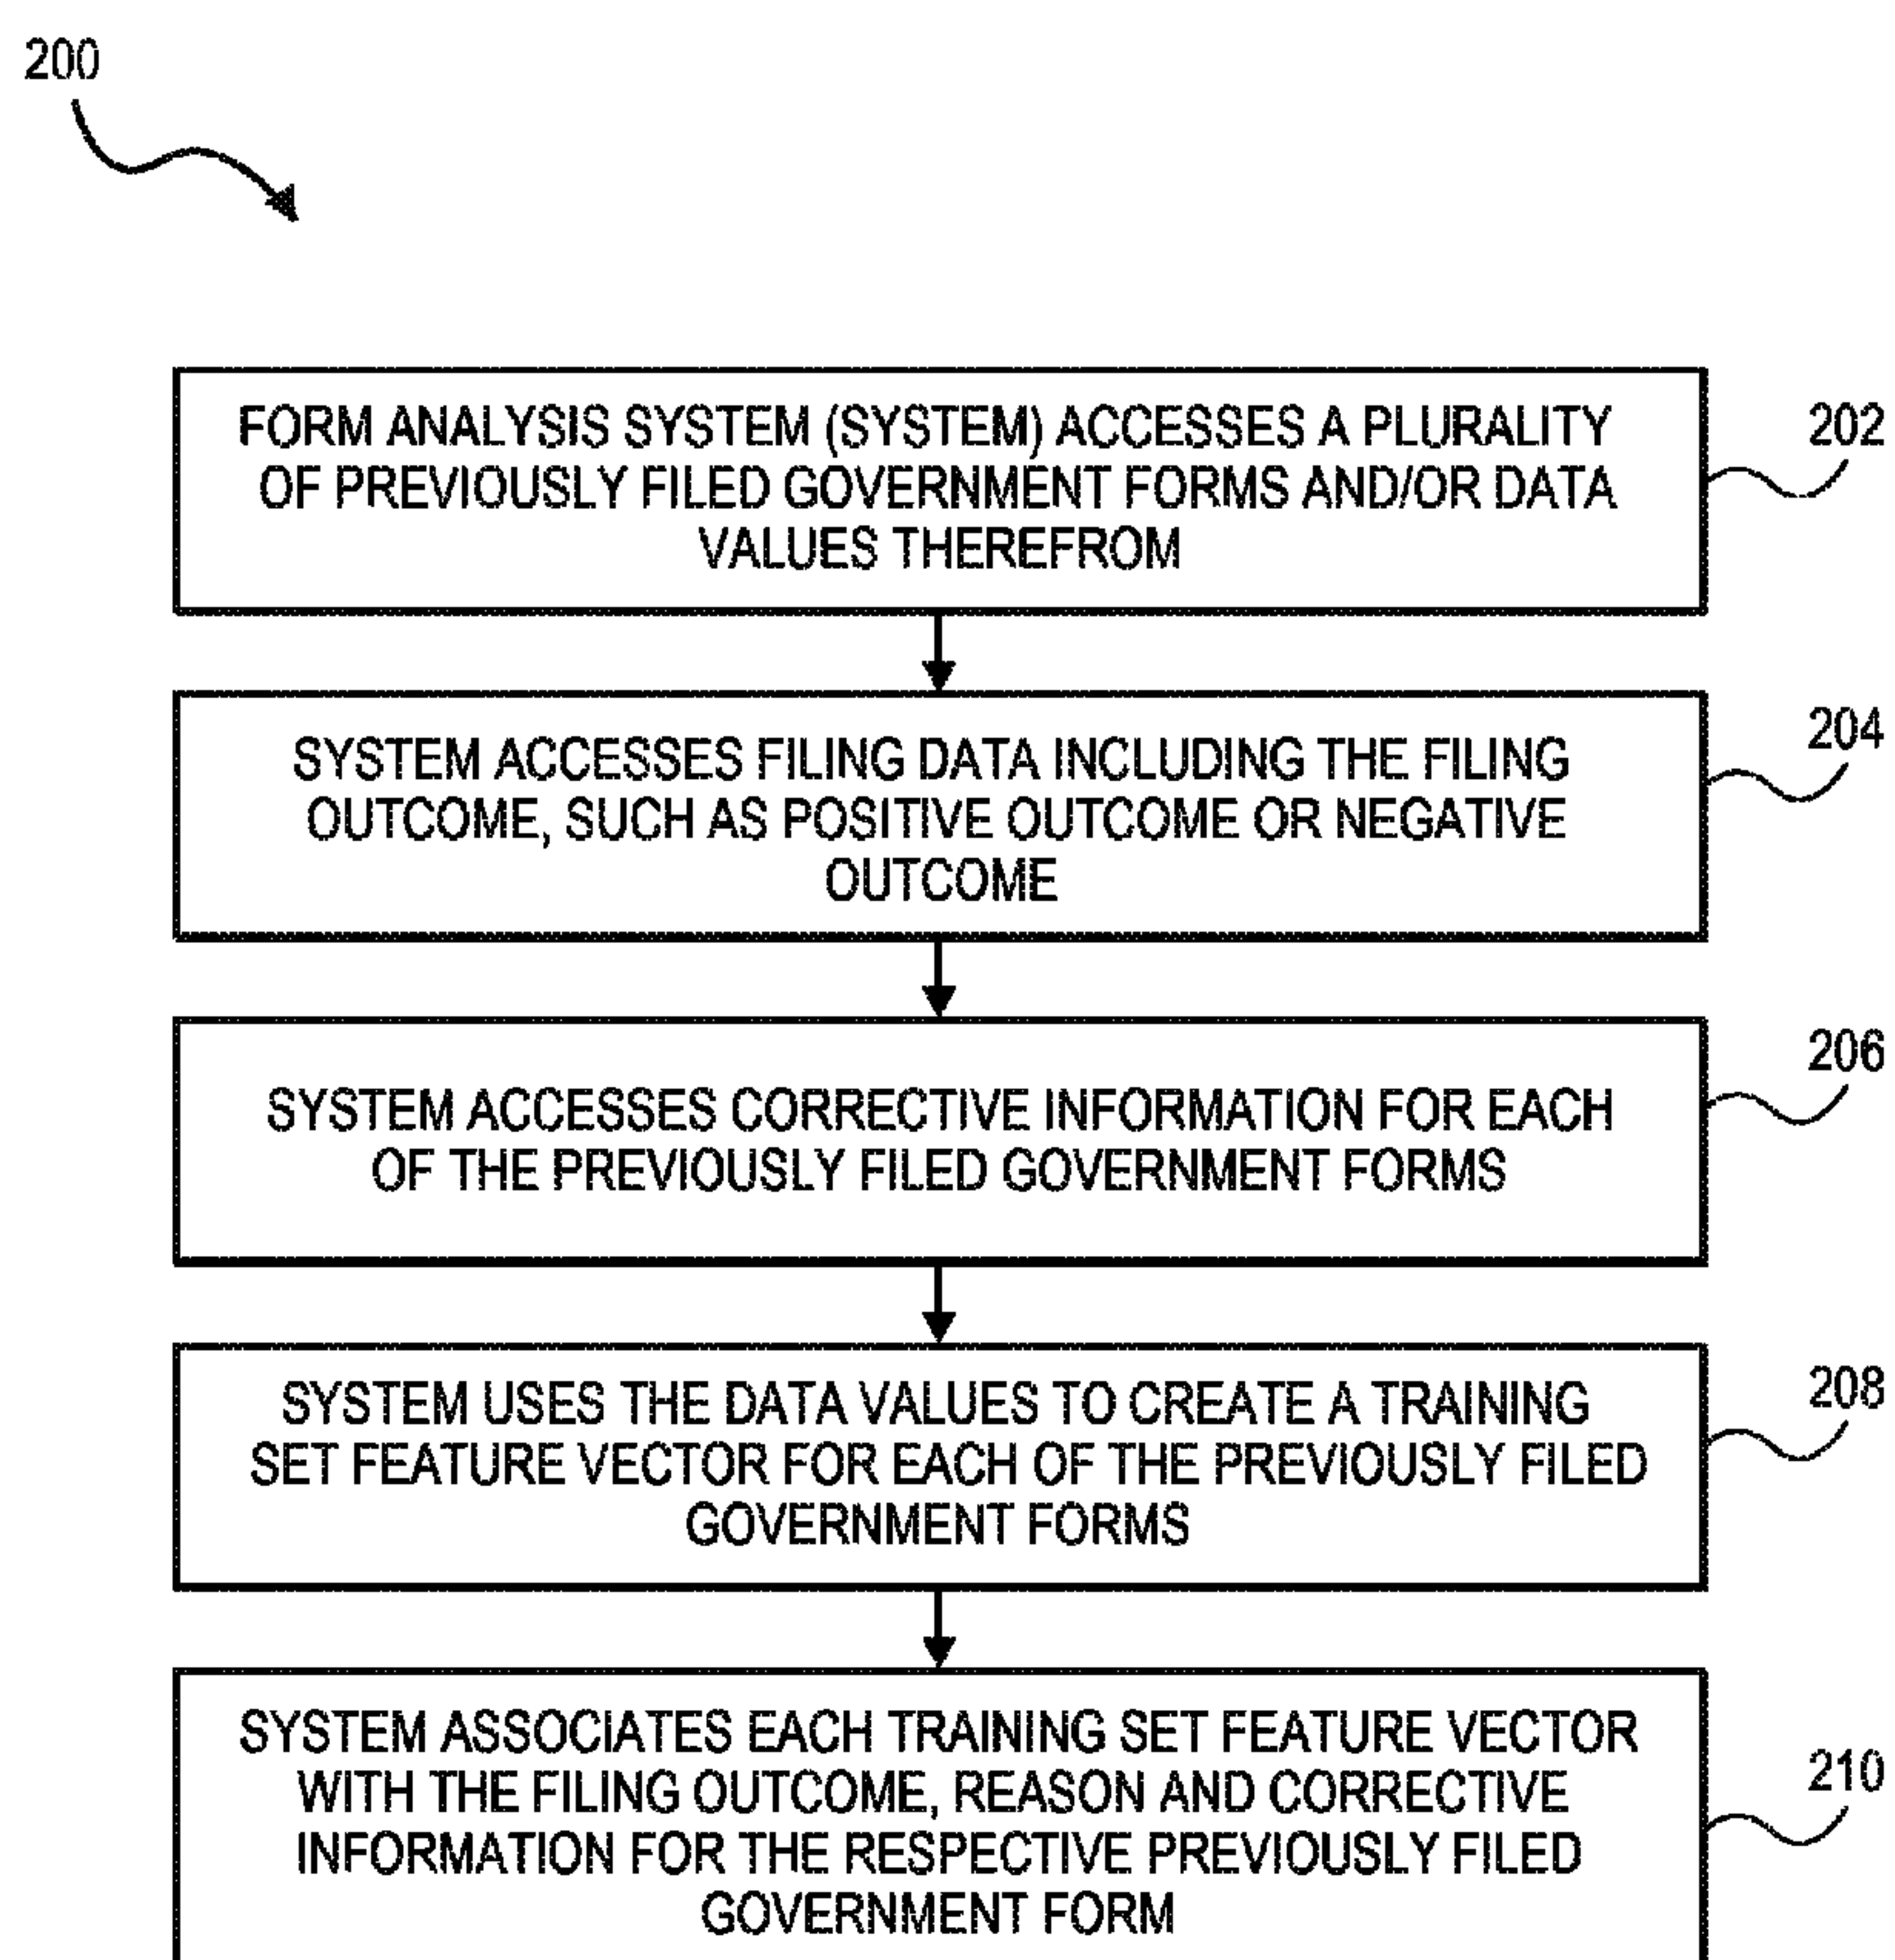 200
FORM ANALYSIS SYSTEM (SYSTEM) ACCESSES A PLURALITY
OF PREVIOUSLY FILED GOVERNMENT FORMS AND/OR DATA
VALUES THEREFROM
202
SYSTEM ACCESSES FILING DATA INCLUDING THE FILING
OUTCOME, SUCH AS POSITIVE OUTCOME OR NEGATIVE
OUTCOME
204
SYSTEM ACCESSES CORRECTIVE INFORMATION FOR EACH
OF THE PREVIOUSLY FILED GOVERNMENT FORMS
206
SYSTEM USES THE DATA VALUES TO CREATE A TRAINING
SET FEATURE VECTOR FOR EACH OF THE PREVIOUSLY FILED
GOVERNMENT FORMS
208
SYSTEM ASSOCIATES EACH TRAINING SET FEATURE VECTOR
WITH THE FILING OUTCOME, REASON AND CORRECTIVE
INFORMATION FOR THE RESPECTIVE PREVIOUSLY FILED
GOVERNMENT FORM
210